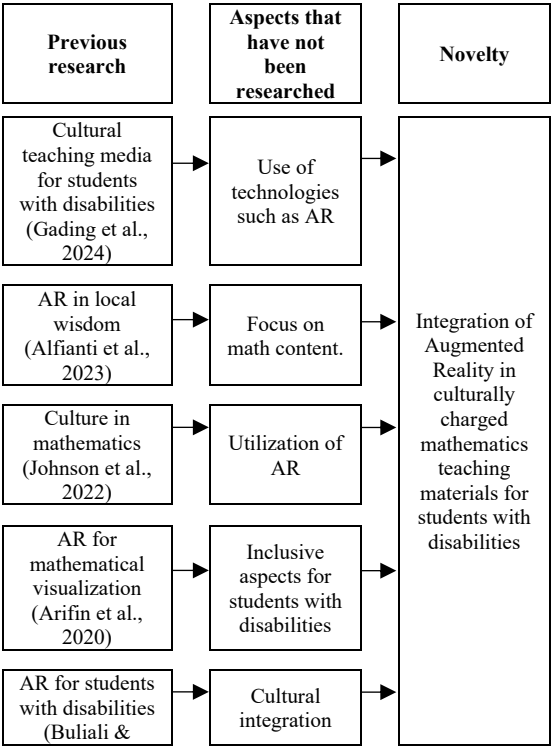 Previous
research
Aspects that
have not
been
researched
Novelty
Cultural
teaching media
for students
with disabilities
(Gading et al.,
2024)
Use of
technologies
such as AR
AR in local
wisdom
(Alfianti et al.,
2023)
Focus on
math content.
Culture in
mathematics
(Johnson et al.,
2022)
Utilization of
AR
AR for
mathematical
visualization
(Arifin et al.,
2020)
Inclusive
aspects for
students with
disabilities
AR for students
with disabilities
(Buliali &
Cultural
integration
Integration of
Augmented
Reality in
culturally
charged
mathematics
teaching
materials for
students with
disabilities